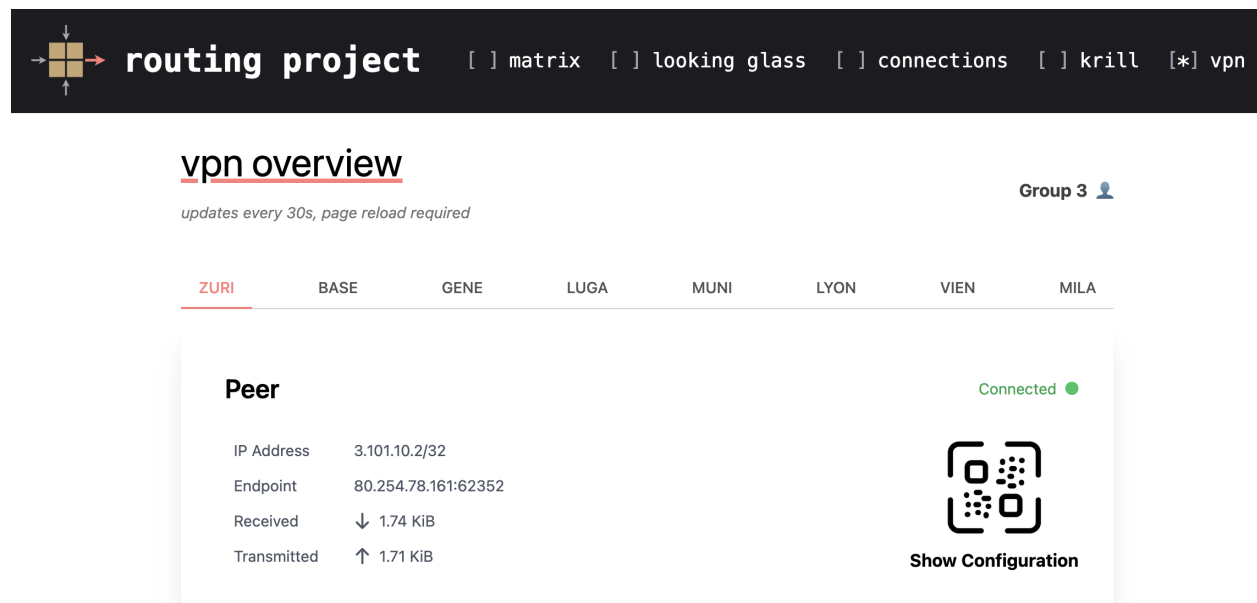 routing project [ ] matrix [ ] looking glass [ ] connections [ ] krill [*] vpn
vpn overview
Group 3
updates every 30s, page reload required
ZURI BASE GENE LUGA MUNI LYON VIEN MILA
Peer Connected
IP Address 3.101.10.2/32
Endpoint 80.254.78.161:62352
Received ↓ 1.74 KiB
Transmitted ↑ 1.71 KiB
Show Configuration